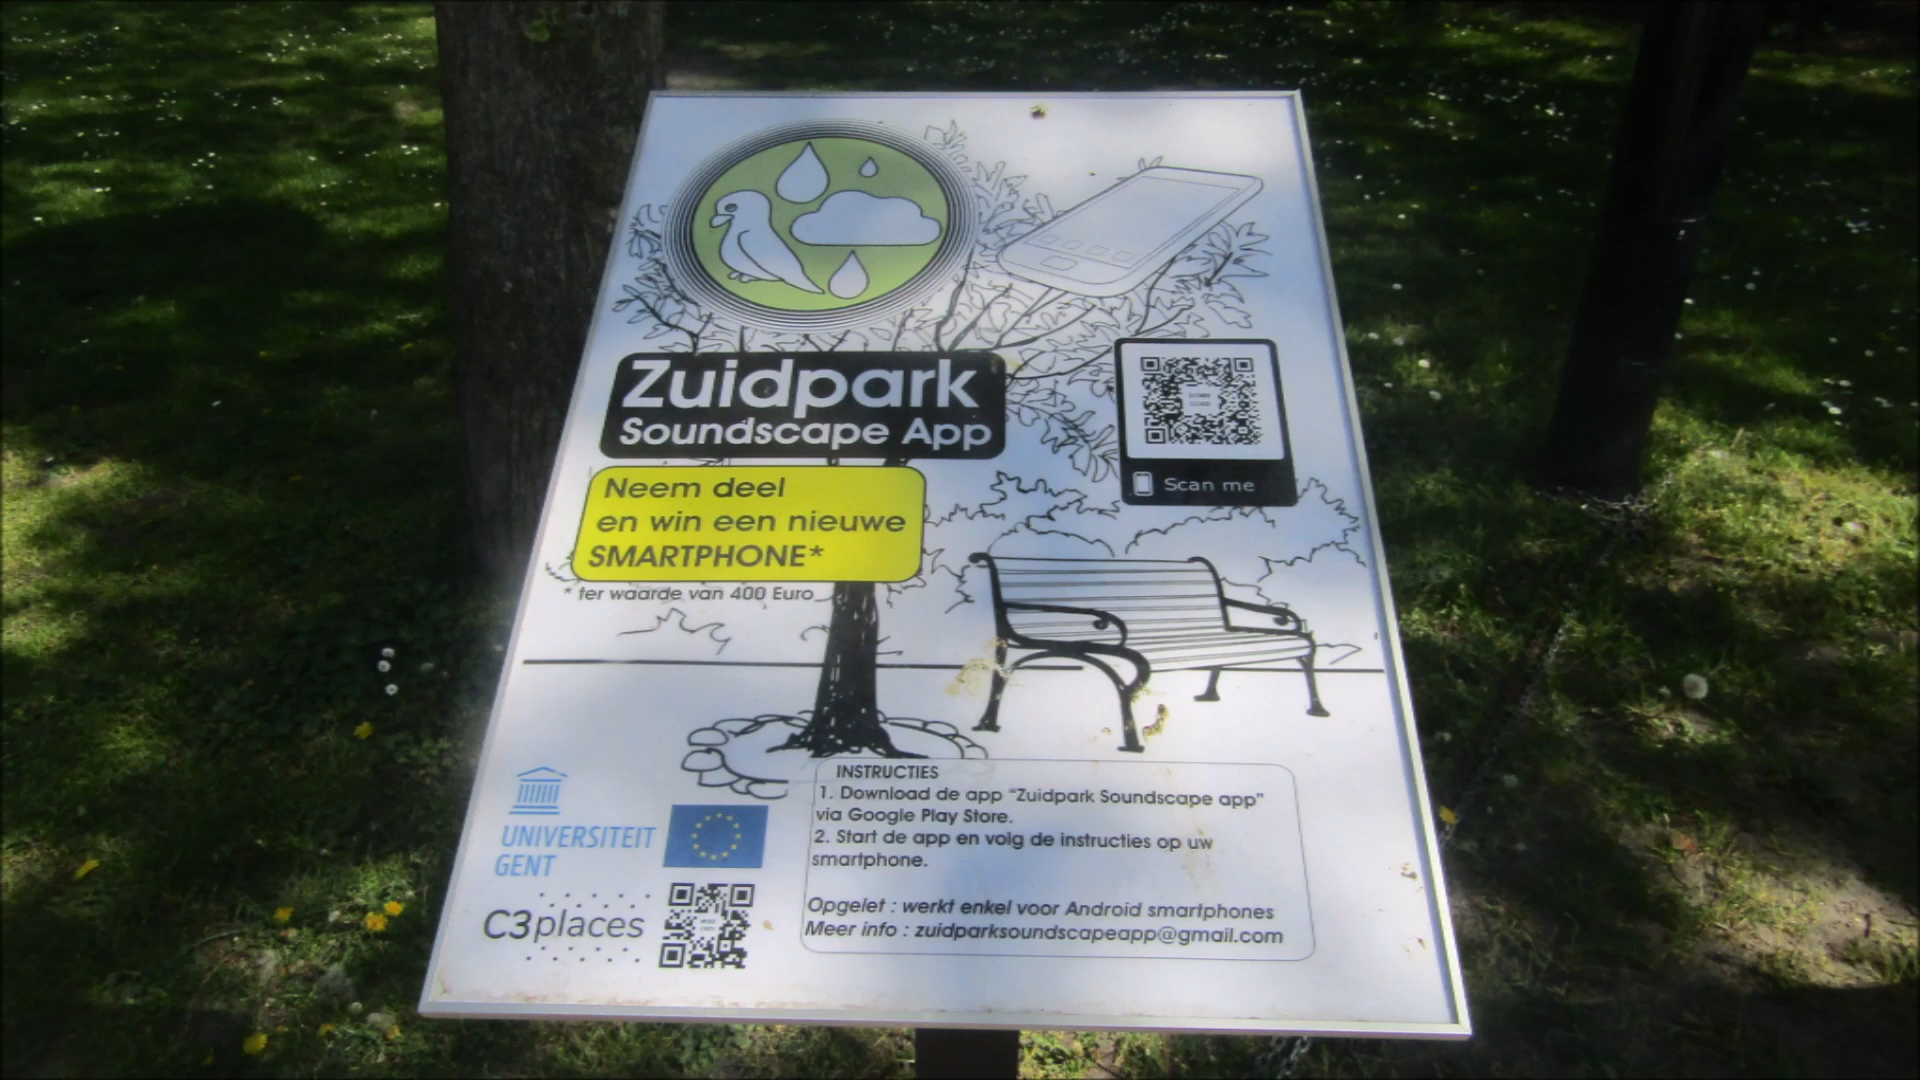 Zuidpark
Soundscape App
Scan me
Neem deel
en win een nieuwe
SMARTPHONE*
* ter waarde van 400 Euro
INSTRUCTIES
1. Download de app “Zuidpark Soundscape app”
via Google Play Store.
2. Start de app en volg de instructies op uw
smartphone.
Opgelet : werkt enkel voor Android smartphones
Meer info : zuidparksoundscapeapp@gmail.com
UNIVERSITEIT
GENT
C3places